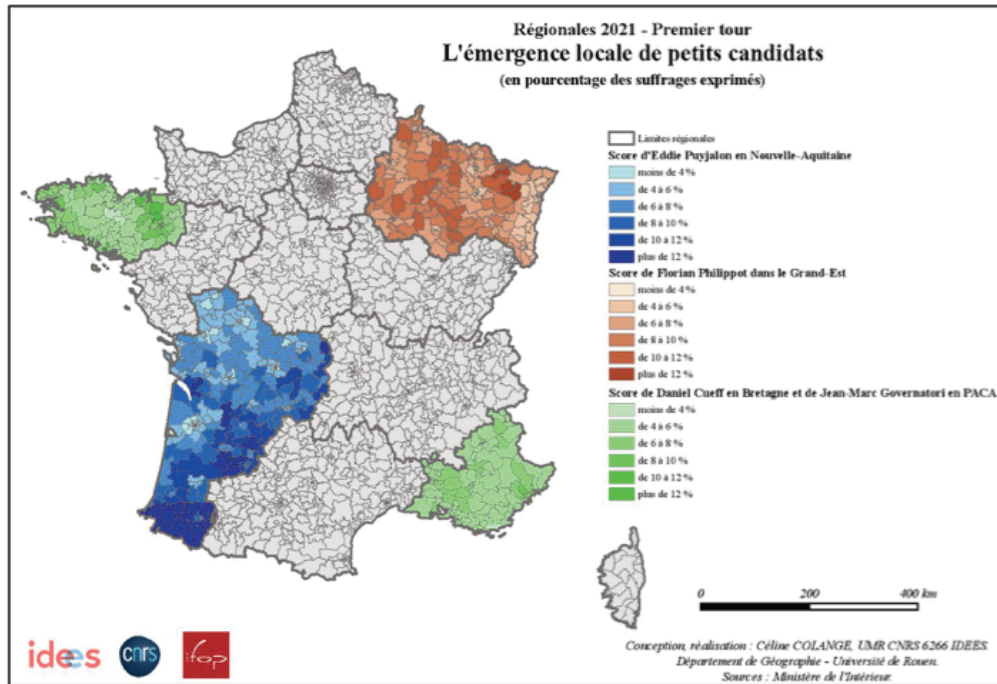 Régionales 2021 - Premier tour
L'émergence locale de petits candidats
(en pourcentage des suffrages exprimés)
Limites régionales
Score d'Eddie Puyjalon en Nouvelle-Aquitaine
moins de 4 %
de 4 à 6 %
de 6 à 8 %
de 8 à 10 %
de 10 à 12 %
plus de 12 %
Score de Florian Philippot dans le Grand-Est
moins de 4 %
de 4 à 6 %
de 6 à 8 %
de 8 à 10 %
de 10 à 12 %
plus de 12 %
Score de Daniel Cueff en Bretagne et de Jean-Marc Governatori en PACA
moins de 4 %
de 4 à 6 %
de 6 à 8 %
de 8 à 10 %
de 10 à 12 %
plus de 12 %
0 200 400 km
idees cnrs ifop
Conception, réalisation : Céline COLANGE, UMR CNRS 6266 IDEES.
Département de Géographie - Université de Rouen.
Sources : Ministère de l'Intérieur.